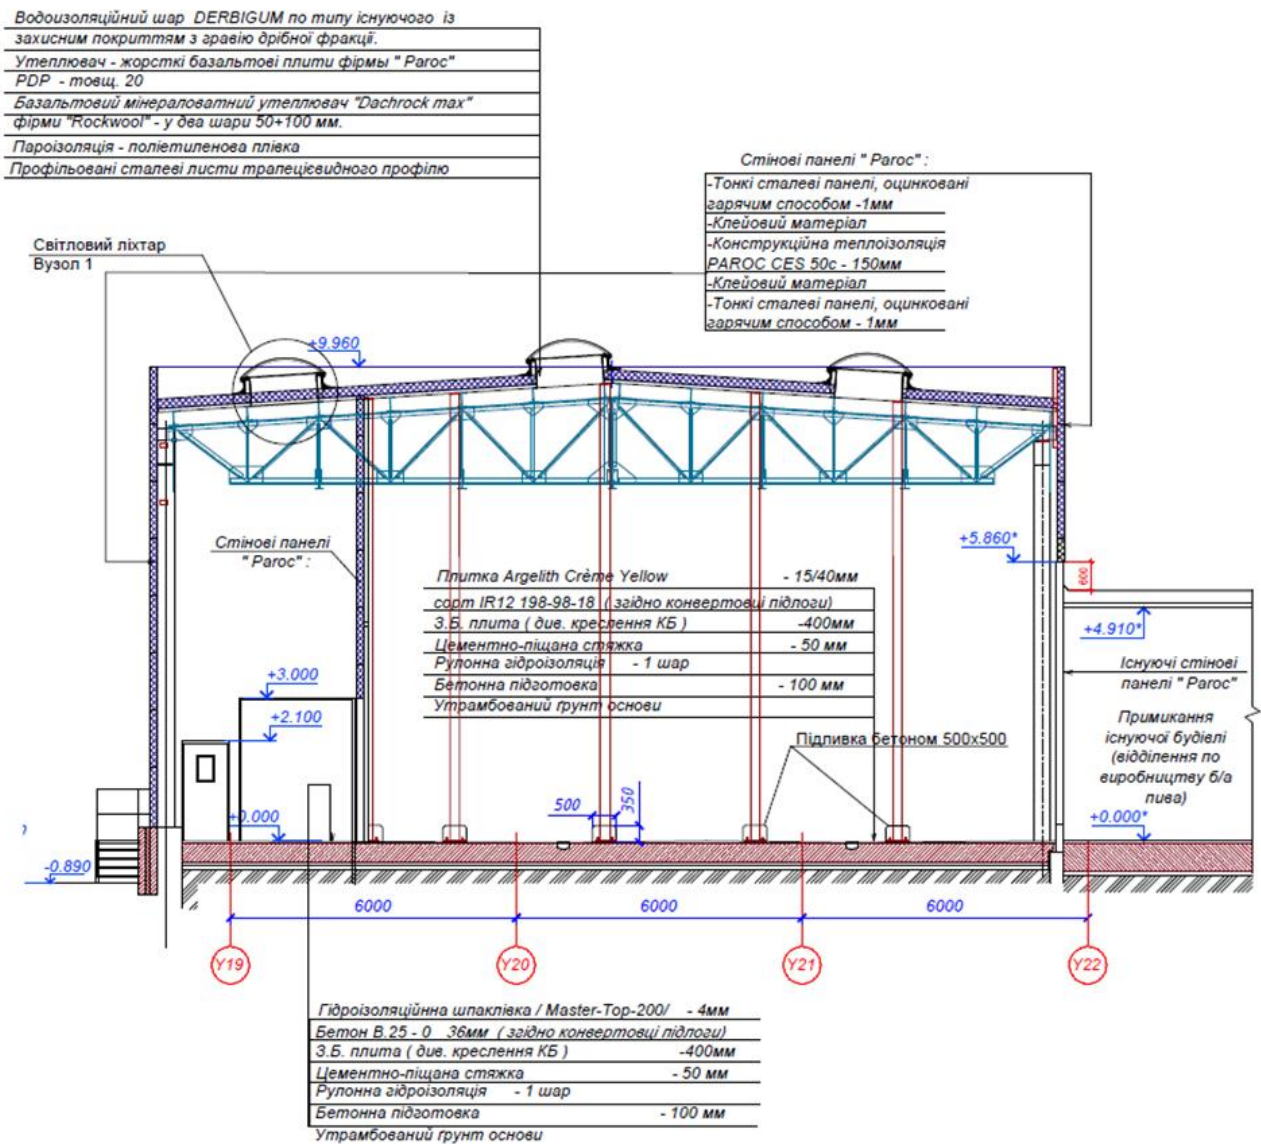 Водоизоляційний шар DERBIGUM по типу існуючого із
захисним покриттям з гравію дрібної фракції.
Утеплювач - жорсткі базальтові плити фірмы " Paroc"
PDP - товщ. 20
Базальтовий мінераловатний утеплювач "Dachrock max"
фірми "Rockwool" - у два шари 50+100 мм.
Пароізоляція - поліетиленова плівка
Профільовані сталеві листи трапецієвидного профілю
Стінові панелі " Paroc" :
-Тонкі сталеві панелі, оцинковані
гарячим способом -1мм
-Клейовий матеріал
-Конструкційна теплоізоляція
PAROC CES 50с - 150мм
-Клейовий матеріал
-Тонкі сталеві панелі, оцинковані
гарячим способом - 1мм
Світловий ліхтар
Вузол 1
+9.960
Стінові панелі
" Paroc" :
+5.860*
600
Плитка Argelith Crème Yellow - 15/40мм
сорт IR12 198-98-18 ( згідно конвертовці підлоги)
З.Б. плита ( див. креслення КБ ) -400мм
Цементно-піщана стяжка - 50 мм
Рулонна гідроізоляція - 1 шар
Бетонна підготовка - 100 мм
Утрамбований ґрунт основи
+4.910*
Існуючі стінові
панелі " Paroc"
Примикання
існуючої будівлі
(відділення по
виробництву б/а
пива)
+3.000
+2.100
Підливка бетоном 500х500
500
350
+0.000
+0.000*
-0.890
6000
6000
6000
Y19
Y20
Y21
Y22
Гідроізоляційнна шпаклівка / Master-Top-200/ - 4мм
Бетон В.25 - 0 36мм ( згідно конвертовці підлоги)
З.Б. плита ( див. креслення КБ ) -400мм
Цементно-піщана стяжка - 50 мм
Рулонна гідроізоляція - 1 шар
Бетонна підготовка - 100 мм
Утрамбований ґрунт основи